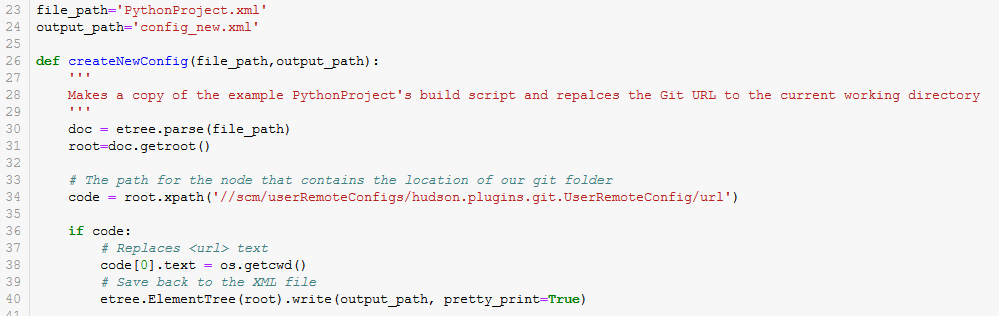 23 file_path='PythonProject.xml'
24 output_path='config_new.xml'
25
26 def createNewConfig(file_path,output_path):
27     '''
28     Makes a copy of the example PythonProject's build script and repalces the Git URL to the current working directory
29     '''
30     doc = etree.parse(file_path)
31     root=doc.getroot()
32
33     # The path for the node that contains the location of our git folder
34     code = root.xpath('//scm/userRemoteConfigs/hudson.plugins.git.UserRemoteConfig/url')
35
36     if code:
37         # Replaces <url> text
38         code[0].text = os.getcwd()
39         # Save back to the XML file
40         etree.ElementTree(root).write(output_path, pretty_print=True)
41